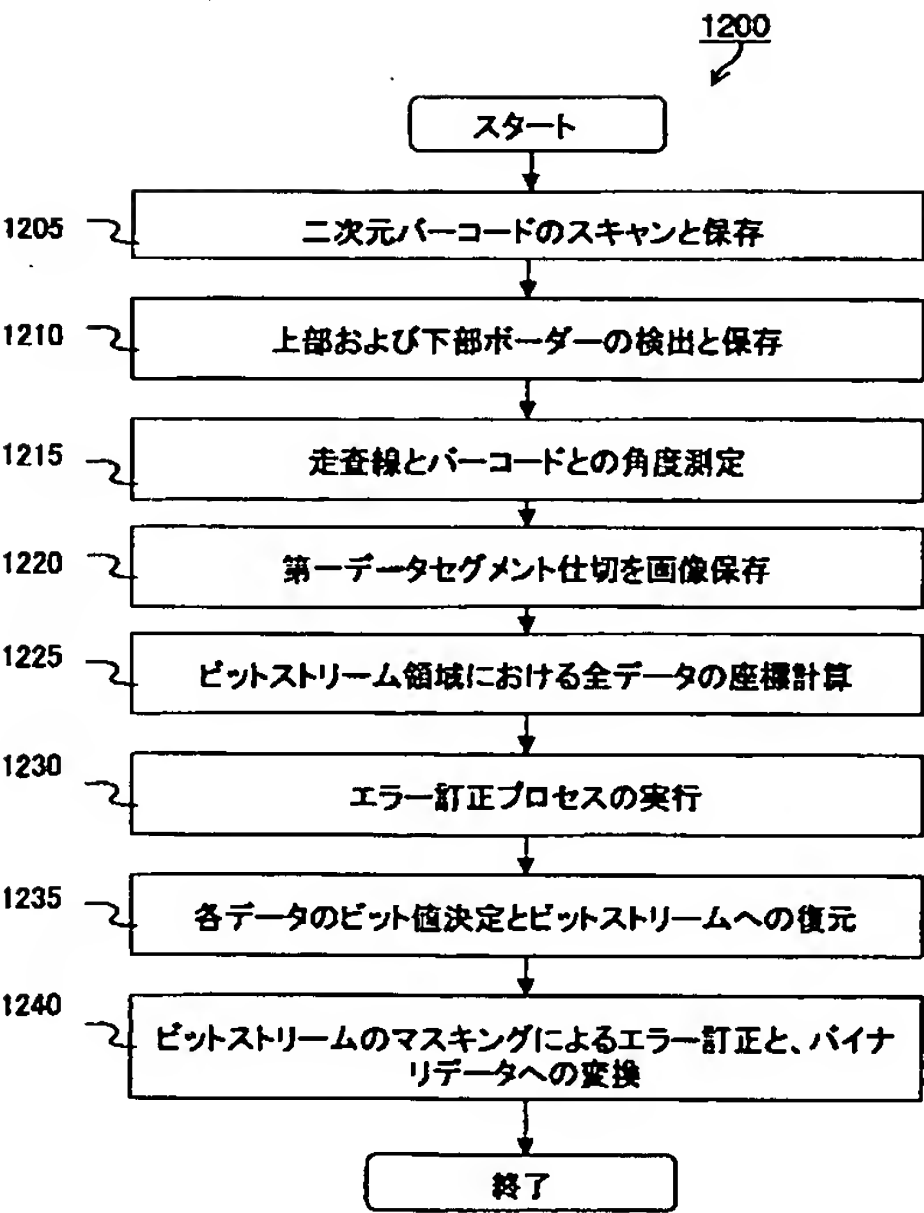 1200
スタート
1205
二次元バーコードのスキャンと保存
1210
上部および下部ボーダーの検出と保存
1215
走査線とバーコードとの角度測定
1220
第一データセグメント仕切を画像保存
1225
ビットストリーム領域における全データの座標計算
1230
エラー訂正プロセスの実行
1235
各データのビット値決定とビットストリームへの復元
1240
ビットストリームのマスキングによるエラー訂正と、バイナ
リデータへの変換
終了